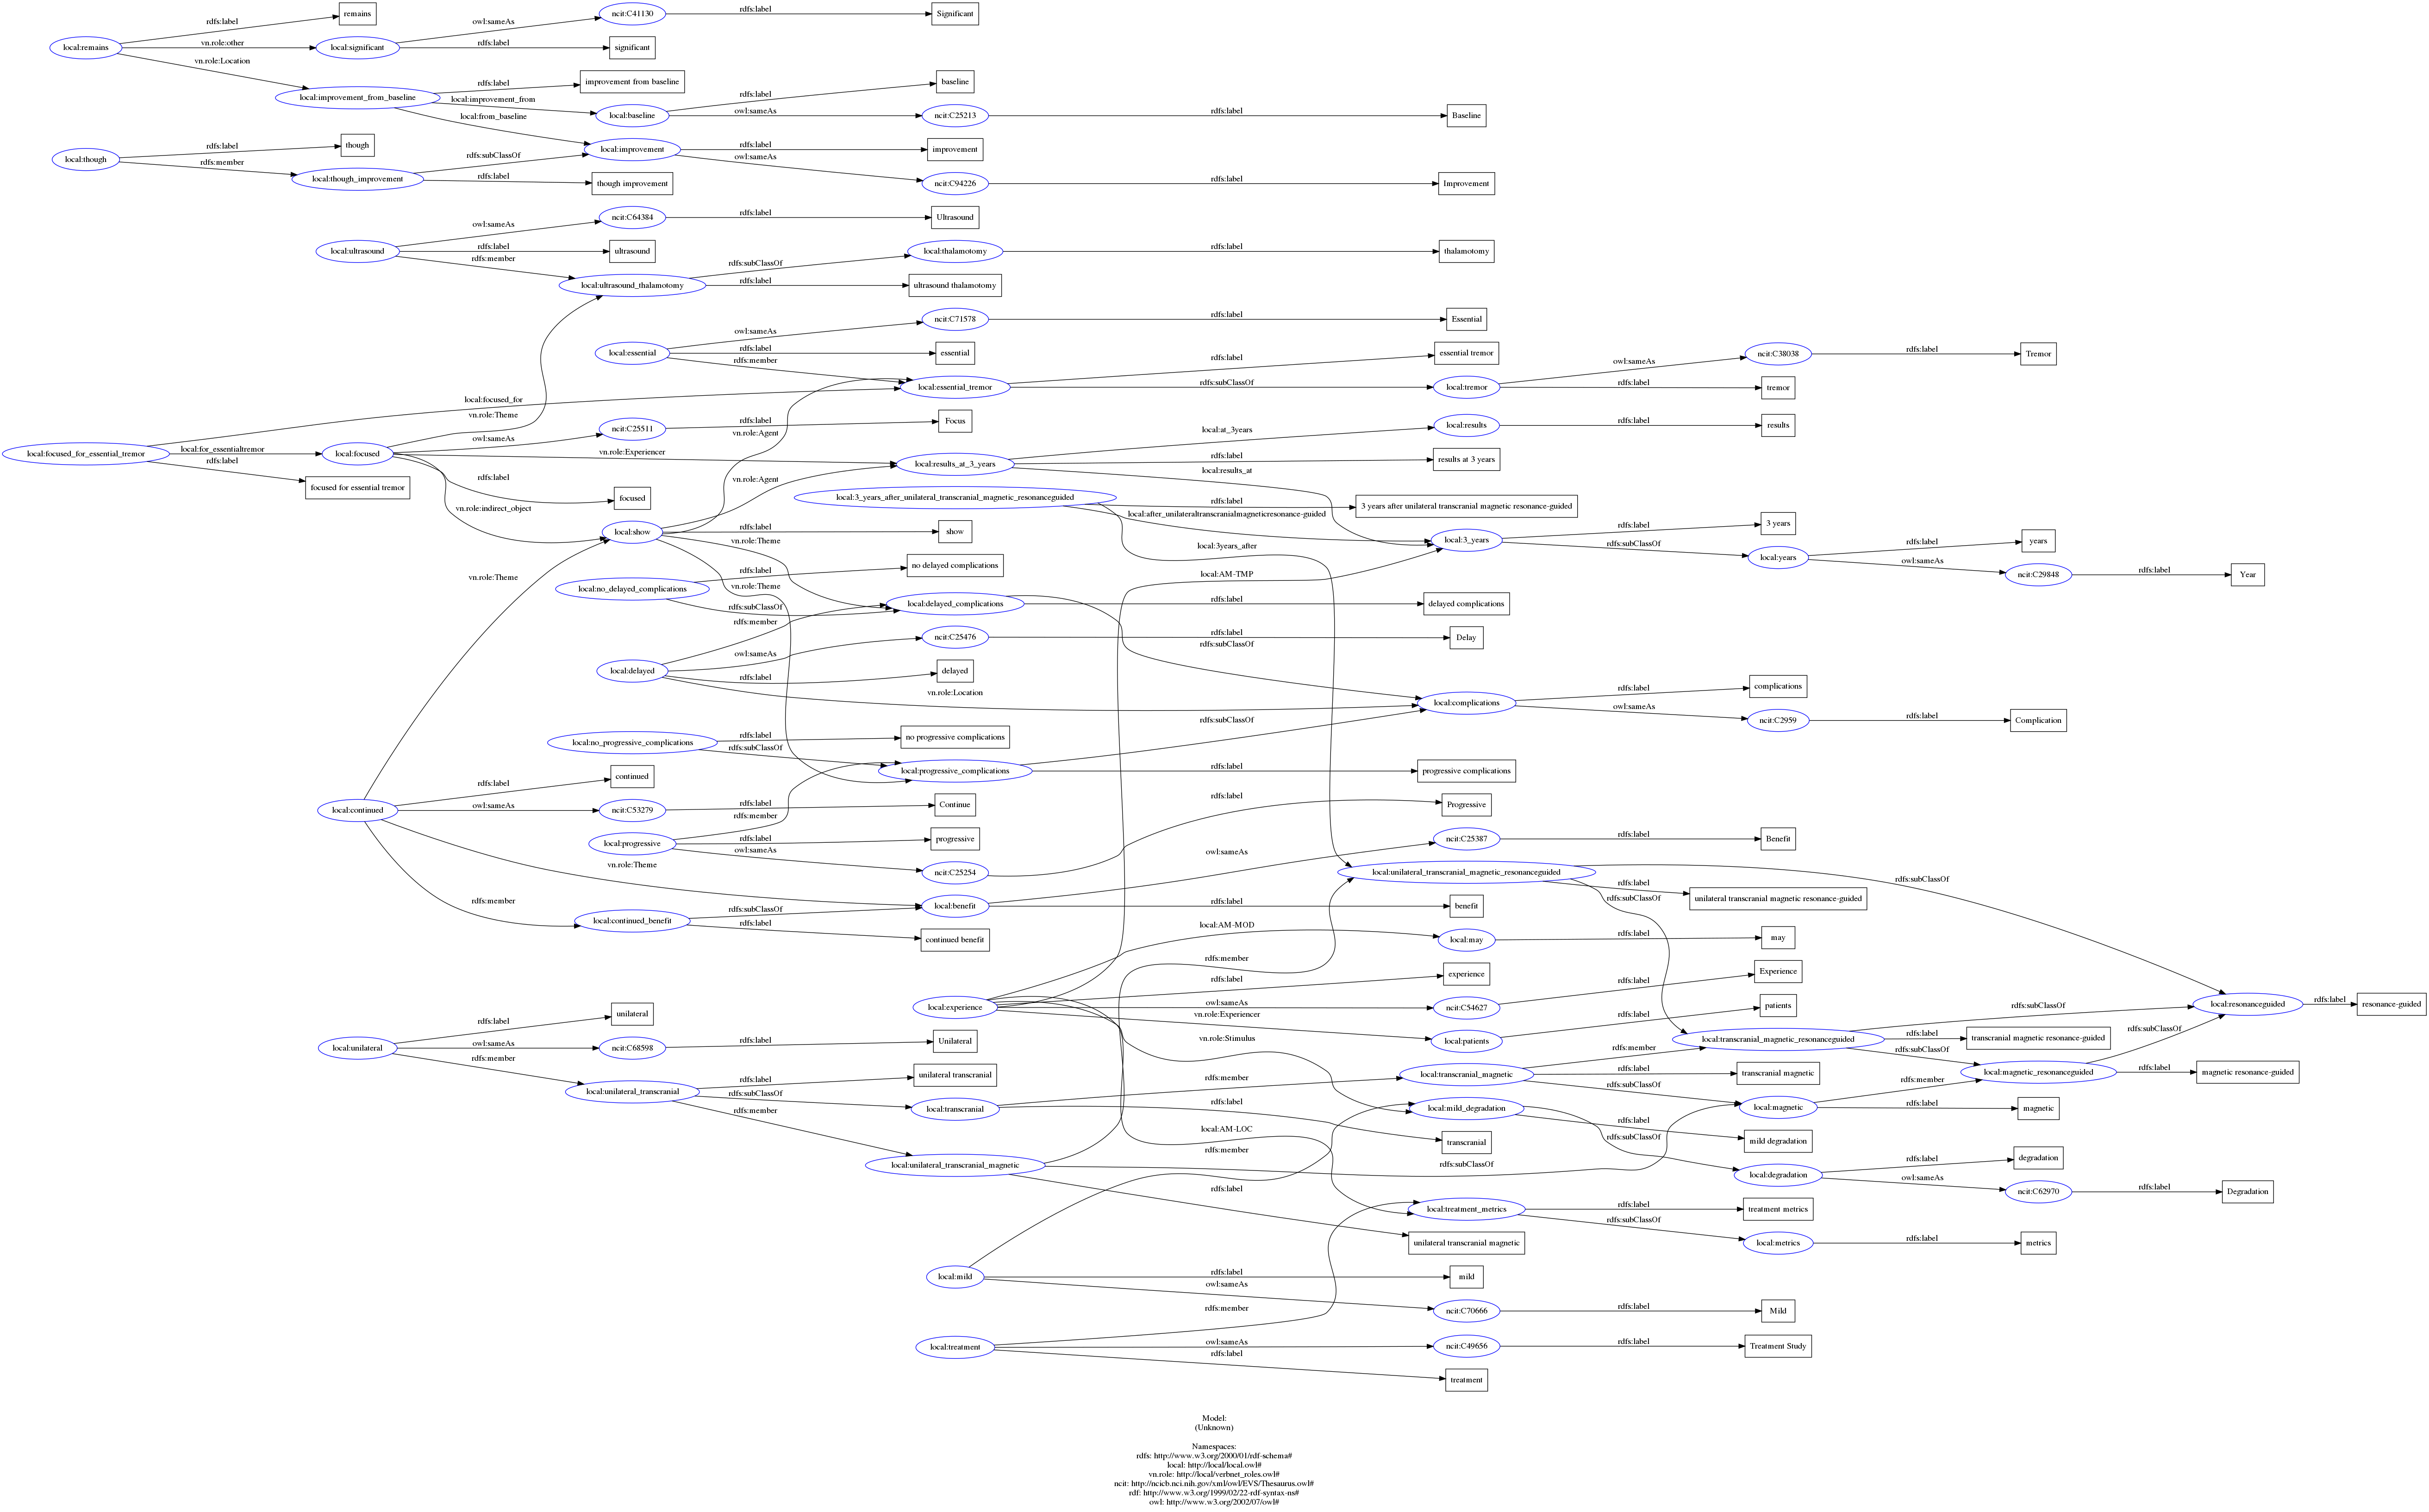 rdfs:label
remains
local:remains
vn.role:other
vn.role:Location
local:significant
owl:sameAs
ncit:C41130
rdfs:label
Significant
rdfs:label
significant
local:improvement_from_baseline
rdfs:label
improvement from baseline
local:improvement_from
local:from_baseline
local:baseline
rdfs:label
baseline
owl:sameAs
ncit:C25213
rdfs:label
Baseline
local:though
rdfs:label
though
rdfs:member
local:though_improvement
rdfs:subClassOf
rdfs:label
though improvement
local:improvement
rdfs:label
improvement
owl:sameAs
ncit:C94226
rdfs:label
Improvement
local:ultrasound
owl:sameAs
ncit:C64384
rdfs:label
Ultrasound
rdfs:label
ultrasound
rdfs:member
local:ultrasound_thalamotomy
rdfs:subClassOf
local:thalamotomy
rdfs:label
thalamotomy
rdfs:label
ultrasound thalamotomy
local:essential
owl:sameAs
ncit:C71578
rdfs:label
Essential
rdfs:label
essential
rdfs:member
local:essential_tremor
rdfs:label
essential tremor
rdfs:subClassOf
local:tremor
owl:sameAs
ncit:C38038
rdfs:label
Tremor
rdfs:label
tremor
local:focused_for_essential_tremor
local:focused_for
local:for_essentialtremor
rdfs:label
focused for essential tremor
local:focused
vn.role:Theme
owl:sameAs
ncit:C25511
rdfs:label
Focus
vn.role:Experiencer
rdfs:label
focused
vn.role:indirect_object
vn.role:Agent
local:results_at_3_years
local:at_3years
local:results
rdfs:label
results
rdfs:label
results at 3 years
local:results_at
local:show
vn.role:Agent
rdfs:label
show
vn.role:Theme
vn.role:Theme
local:3_years_after_unilateral_transcranial_magnetic_resonanceguided
rdfs:label
3 years after unilateral transcranial magnetic resonance-guided
local:after_unilateraltranscranialmagneticresonance-guided
local:3years_after
local:3_years
rdfs:label
3 years
rdfs:subClassOf
local:years
rdfs:label
years
owl:sameAs
ncit:C29848
rdfs:label
Year
local:no_delayed_complications
rdfs:label
no delayed complications
rdfs:subClassOf
local:delayed_complications
rdfs:label
delayed complications
rdfs:subClassOf
local:delayed
rdfs:member
owl:sameAs
ncit:C25476
rdfs:label
Delay
rdfs:label
delayed
vn.role:Location
local:complications
rdfs:label
complications
owl:sameAs
ncit:C2959
rdfs:label
Complication
local:no_progressive_complications
rdfs:label
no progressive complications
rdfs:subClassOf
local:progressive_complications
rdfs:subClassOf
rdfs:label
progressive complications
local:continued
vn.role:Theme
rdfs:label
continued
owl:sameAs
ncit:C53279
rdfs:label
Continue
vn.role:Theme
rdfs:member
local:progressive
rdfs:member
rdfs:label
progressive
owl:sameAs
ncit:C25254
rdfs:label
Progressive
local:continued_benefit
rdfs:subClassOf
rdfs:label
continued benefit
local:benefit
owl:sameAs
ncit:C25387
rdfs:label
Benefit
rdfs:label
benefit
local:unilateral_transcranial_magnetic_resonanceguided
rdfs:subClassOf
rdfs:label
unilateral transcranial magnetic resonance-guided
rdfs:subClassOf
local:experience
local:AM-TMP
local:AM-MOD
local:may
rdfs:label
may
rdfs:label
experience
owl:sameAs
ncit:C54627
rdfs:label
Experience
vn.role:Experiencer
local:patients
rdfs:label
patients
vn.role:Stimulus
local:AM-LOC
rdfs:member
local:unilateral
rdfs:label
unilateral
owl:sameAs
ncit:C68598
rdfs:label
Unilateral
rdfs:member
local:unilateral_transcranial
rdfs:label
unilateral transcranial
rdfs:subClassOf
local:transcranial
rdfs:member
rdfs:label
transcranial
rdfs:member
local:unilateral_transcranial_magnetic
rdfs:subClassOf
rdfs:label
unilateral transcranial magnetic
local:transcranial_magnetic
rdfs:member
rdfs:label
transcranial magnetic
rdfs:subClassOf
local:transcranial_magnetic_resonanceguided
rdfs:subClassOf
rdfs:label
transcranial magnetic resonance-guided
rdfs:subClassOf
local:magnetic
rdfs:member
rdfs:label
magnetic
local:magnetic_resonanceguided
rdfs:subClassOf
rdfs:label
magnetic resonance-guided
local:resonanceguided
rdfs:label
resonance-guided
local:mild_degradation
rdfs:label
mild degradation
rdfs:subClassOf
local:degradation
rdfs:label
degradation
owl:sameAs
ncit:C62970
rdfs:label
Degradation
local:treatment_metrics
rdfs:label
treatment metrics
rdfs:subClassOf
local:metrics
rdfs:label
metrics
local:mild
rdfs:member
rdfs:label
mild
owl:sameAs
ncit:C70666
rdfs:label
Mild
local:treatment
rdfs:member
owl:sameAs
ncit:C49656
rdfs:label
Treatment Study
rdfs:label
treatment
Model:
(Unknown)
Namespaces:
rdfs: http://www.w3.org/2000/01/rdf-schema#
local: http://local/local.owl#
vn.role: http://local/verbnet_roles.owl#
ncit: http://ncicb.nci.nih.gov/xml/owl/EVS/Thesaurus.owl#
rdf: http://www.w3.org/1999/02/22-rdf-syntax-ns#
owl: http://www.w3.org/2002/07/owl#